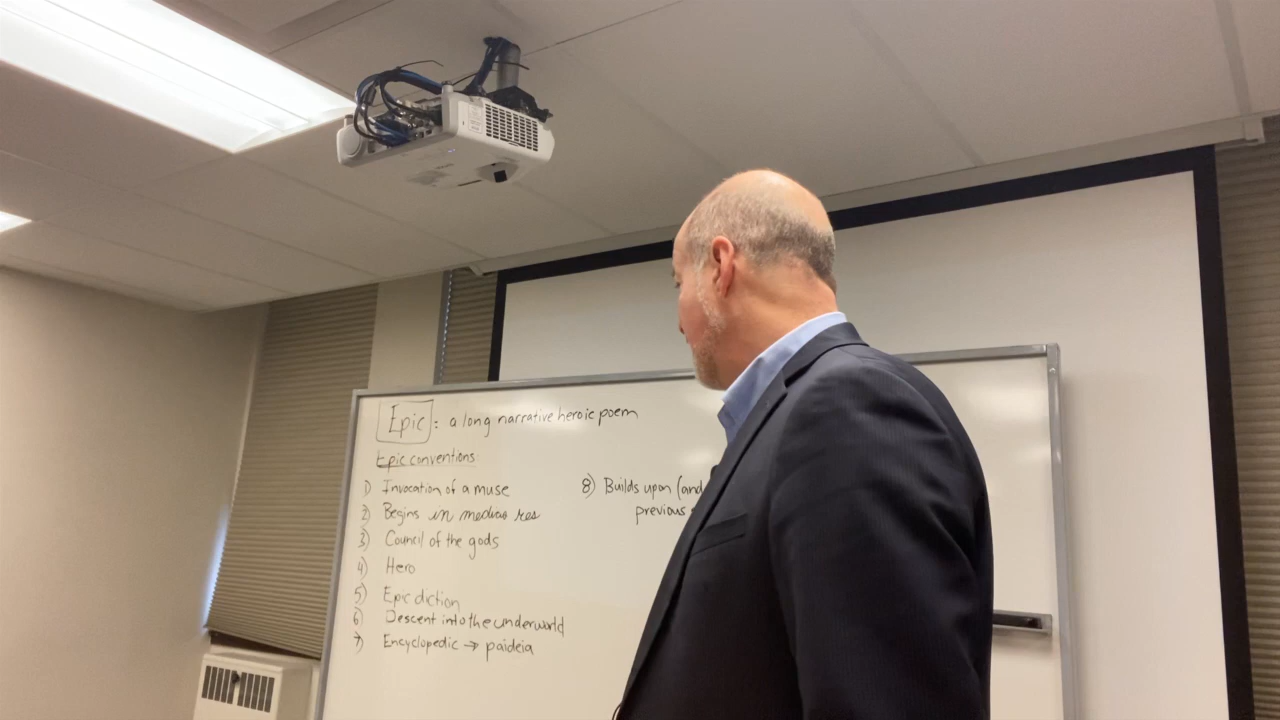 Epic : a long narrative heroic poem
Epic conventions
1) Invocation of a muse
2) Begins in medias res
3) Council of the gods
4) Hero
5) Epic diction
6) Descent into the underworld
7) Encyclopedic → paideia
8) Builds upon (and
previous